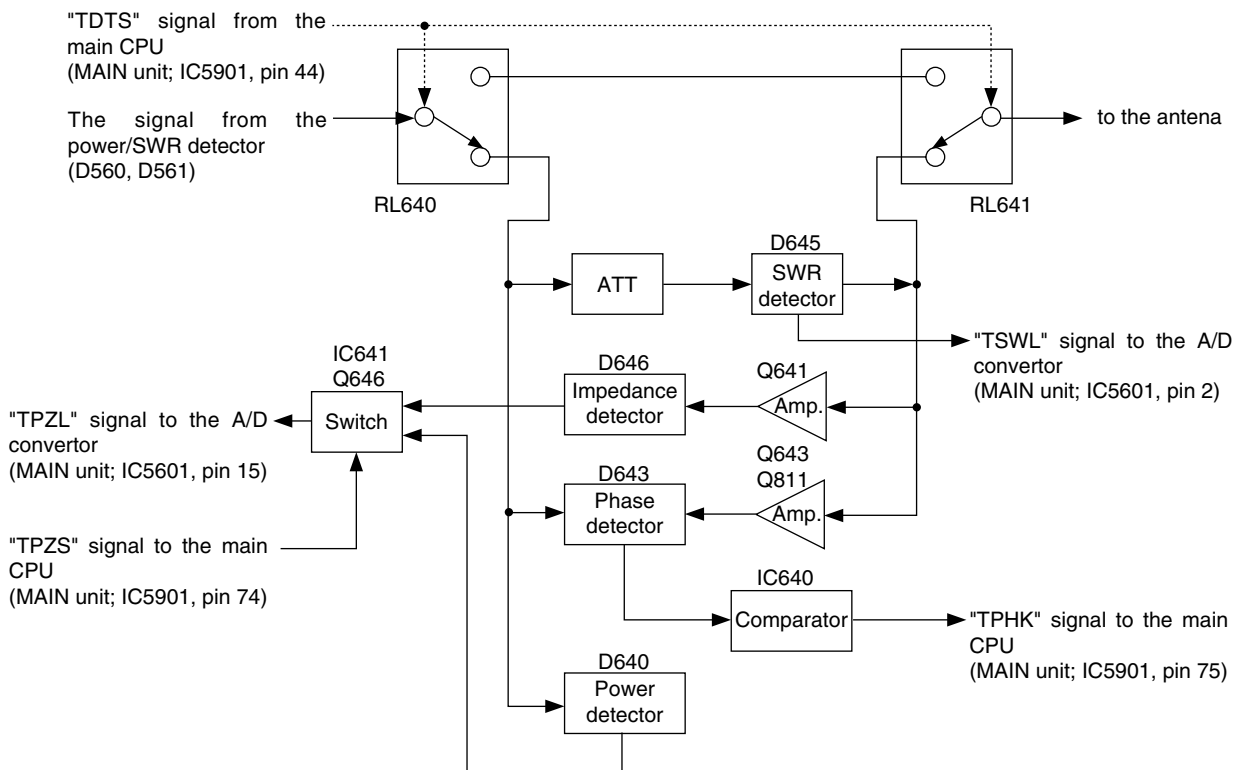 "TDTS" signal from the
main CPU
(MAIN unit; IC5901, pin 44)
The signal from the
power/SWR detector
(D560, D561)
RL640
to the antena
RL641
ATT
D645
SWR
detector
"TSWL" signal to the A/D
convertor
(MAIN unit; IC5601, pin 2)
IC641
Q646
Switch
"TPZL" signal to the A/D
convertor
(MAIN unit; IC5601, pin 15)
D646
Impedance
detector
Q641
Amp.
D643
Phase
detector
Q643
Q811
Amp.
"TPZS" signal to the main
CPU
(MAIN unit; IC5901, pin 74)
IC640
Comparator
"TPHK" signal to the main
CPU
(MAIN unit; IC5901, pin 75)
D640
Power
detector